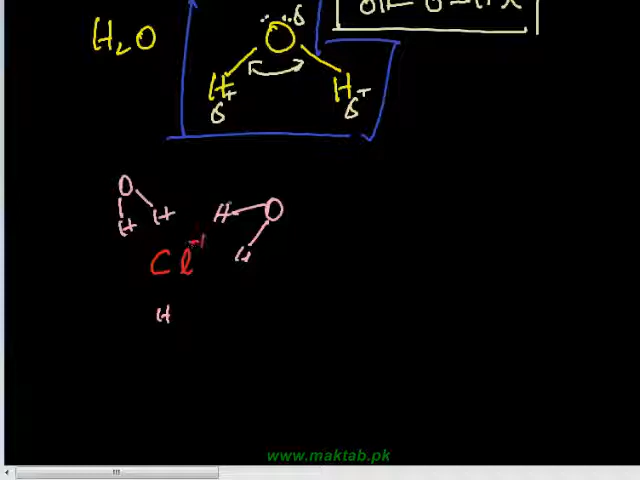 H₂O
δ
O
H H
δ+ δ+
O
H H
H O
H
Cl⁻¹
H
www.maktab.pk